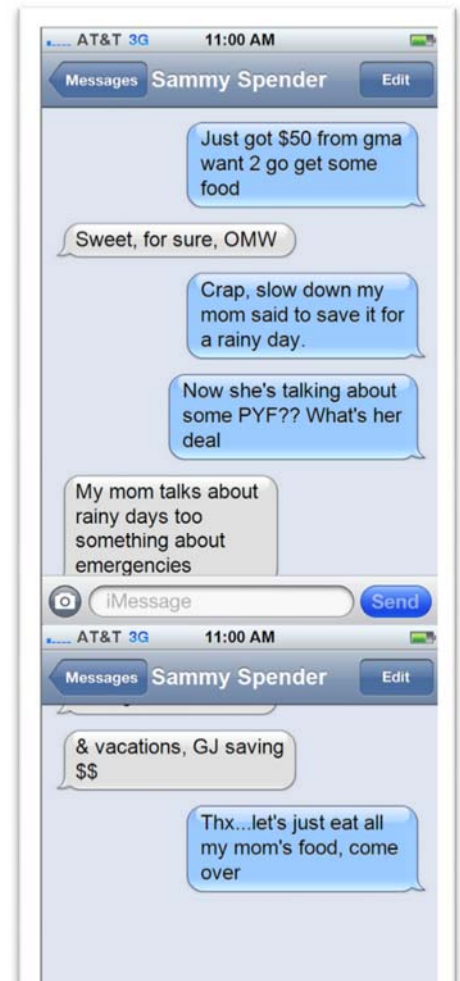 AT&T 3G 11:00 AM
Messages Sammy Spender Edit
Just got $50 from gma
want 2 go get some
food
Sweet, for sure, OMW
Crap, slow down my
mom said to save it for
a rainy day.
Now she's talking about
some PYF?? What's her
deal
My mom talks about
rainy days too
something about
emergencies
iMessage Send
AT&T 3G 11:00 AM
Messages Sammy Spender Edit
& vacations, GJ saving
$$
Thx...let's just eat all
my mom's food, come
over